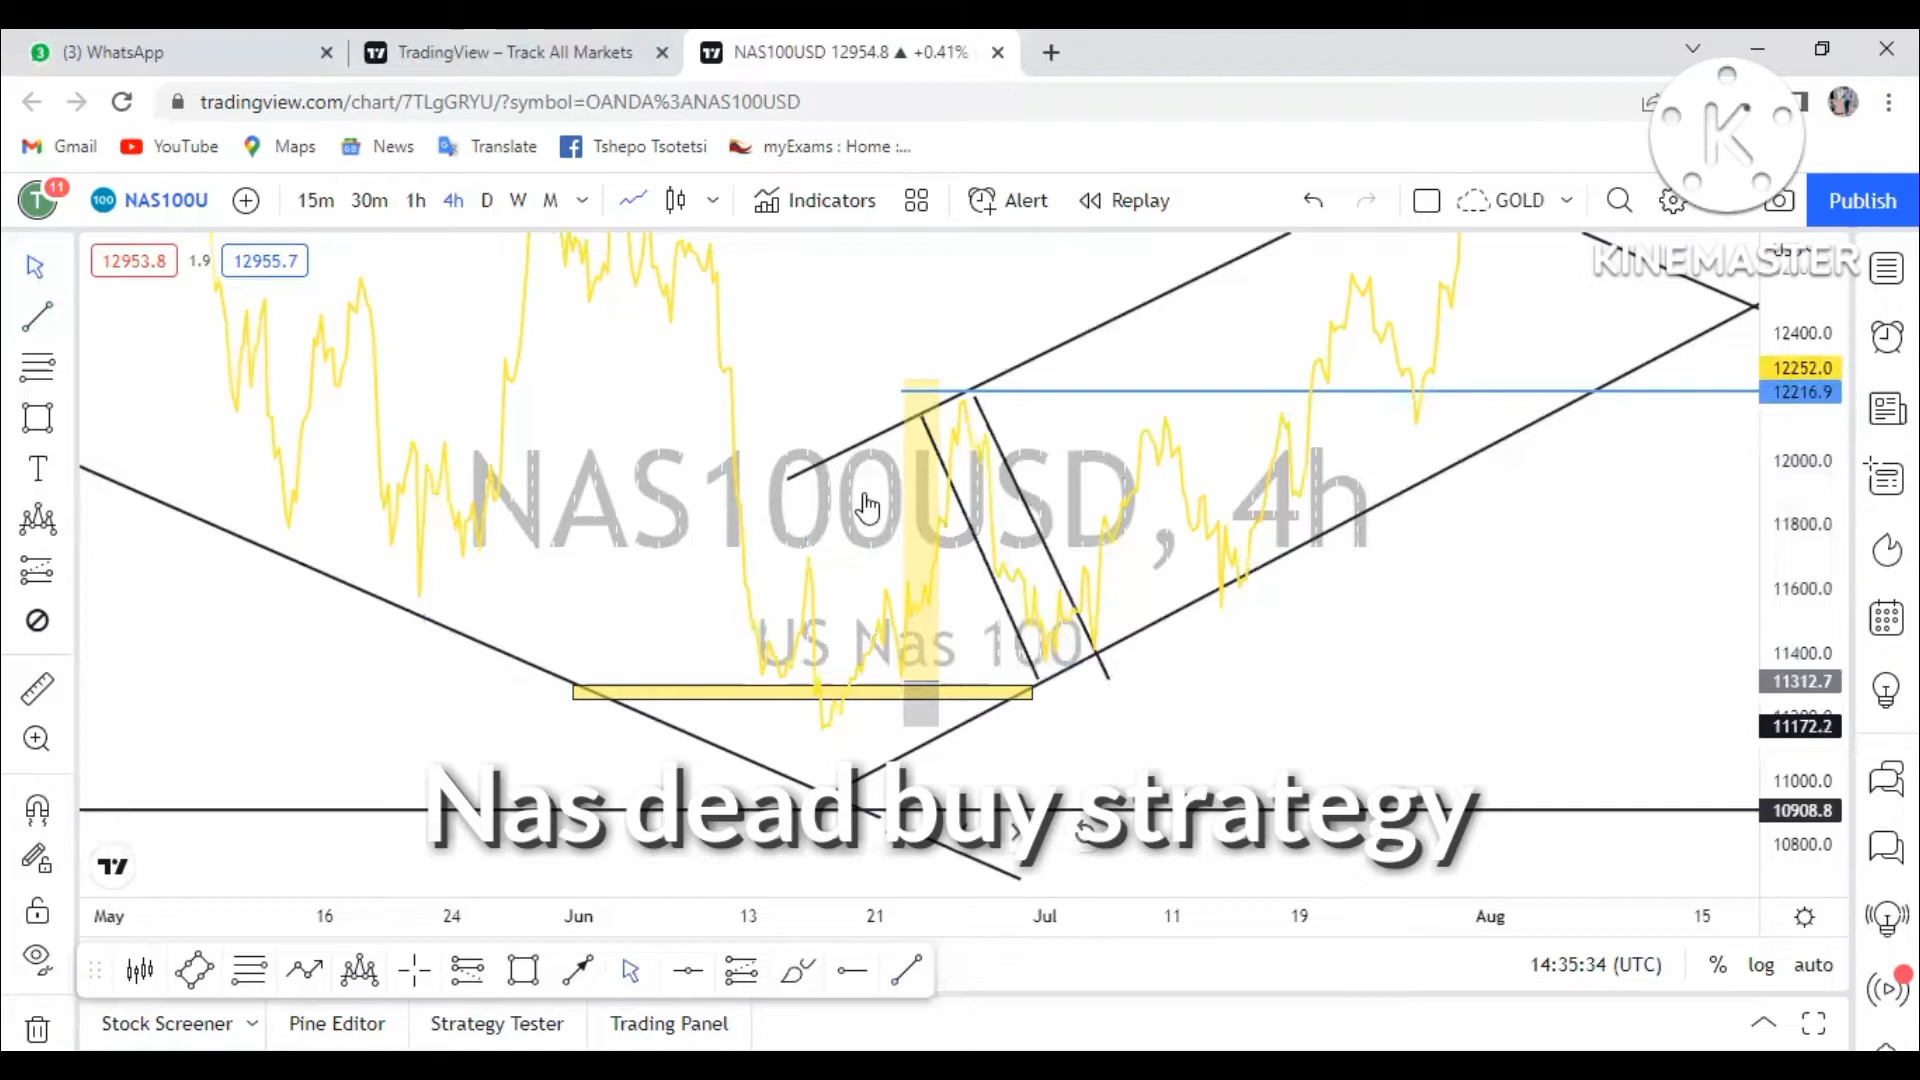 (3) WhatsApp
TradingView – Track All Markets
NAS100USD 12954.8 ▲ +0.41%
tradingview.com/chart/7TLgGRYU/?symbol=OANDA%3ANAS100USD
K
Gmail
YouTube
Maps
News
Translate
Tshepo Tsotetsi
myExams : Home :...
T
11
100
NAS100U
15m
30m
1h
4h
D
W
M
Indicators
Alert
Replay
GOLD
Publish
12953.8
1.9
12955.7
KINEMASTER
12400.0
12252.0
12216.9
12000.0
11800.0
11600.0
11400.0
11312.7
11172.2
11000.0
10908.8
10800.0
NAS100USD, 4h
US Nas 100
Nas dead buy strategy
May
16
24
Jun
13
21
Jul
11
19
Aug
15
14:35:34 (UTC)
%
log
auto
Stock Screener
Pine Editor
Strategy Tester
Trading Panel